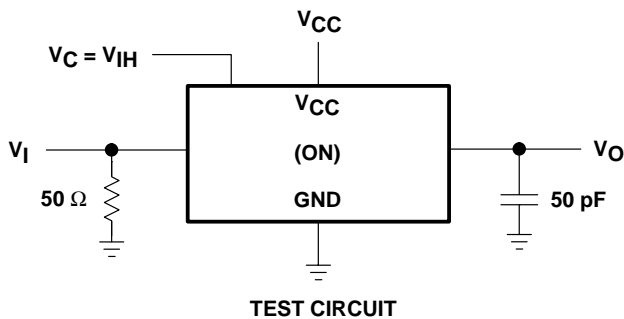 VCC
VC = VIH
VCC
VI
(ON)
VO
50 Ω
GND
50 pF
TEST CIRCUIT